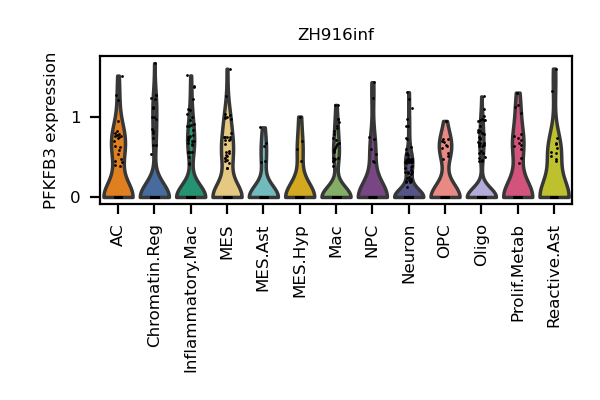 ZH916inf
PFKFB3 expression
1
0
AC
Chromatin.Reg
Inflammatory.Mac
MES
MES.Ast
MES.Hyp
Mac
NPC
Neuron
OPC
Oligo
Prolif.Metab
Reactive.Ast